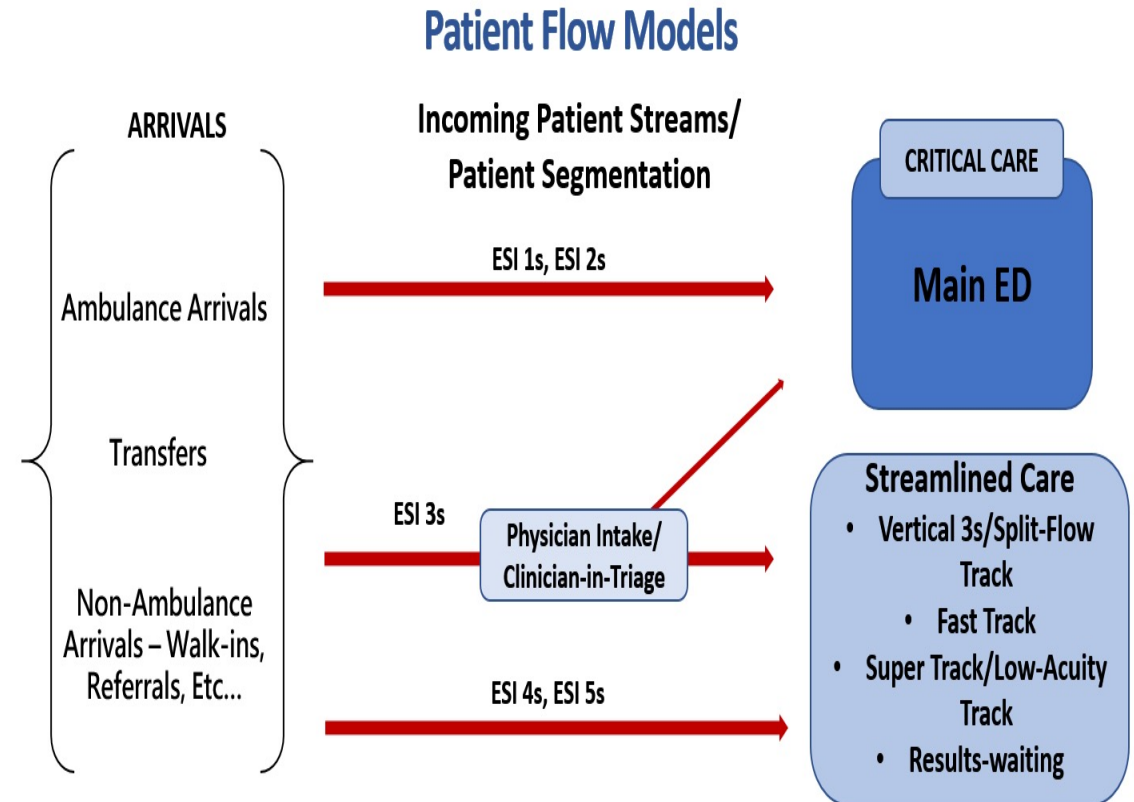 Patient Flow Models
ARRIVALS
Ambulance Arrivals
Transfers
Non-Ambulance
Arrivals – Walk-ins,
Referrals, Etc...
Incoming Patient Streams/
Patient Segmentation
ESI 1s, ESI 2s
ESI 3s
Physician Intake/
Clinician-in-Triage
ESI 4s, ESI 5s
CRITICAL CARE
Main ED
Streamlined Care
• Vertical 3s/Split-Flow
Track
• Fast Track
• Super Track/Low-Acuity
Track
• Results-waiting